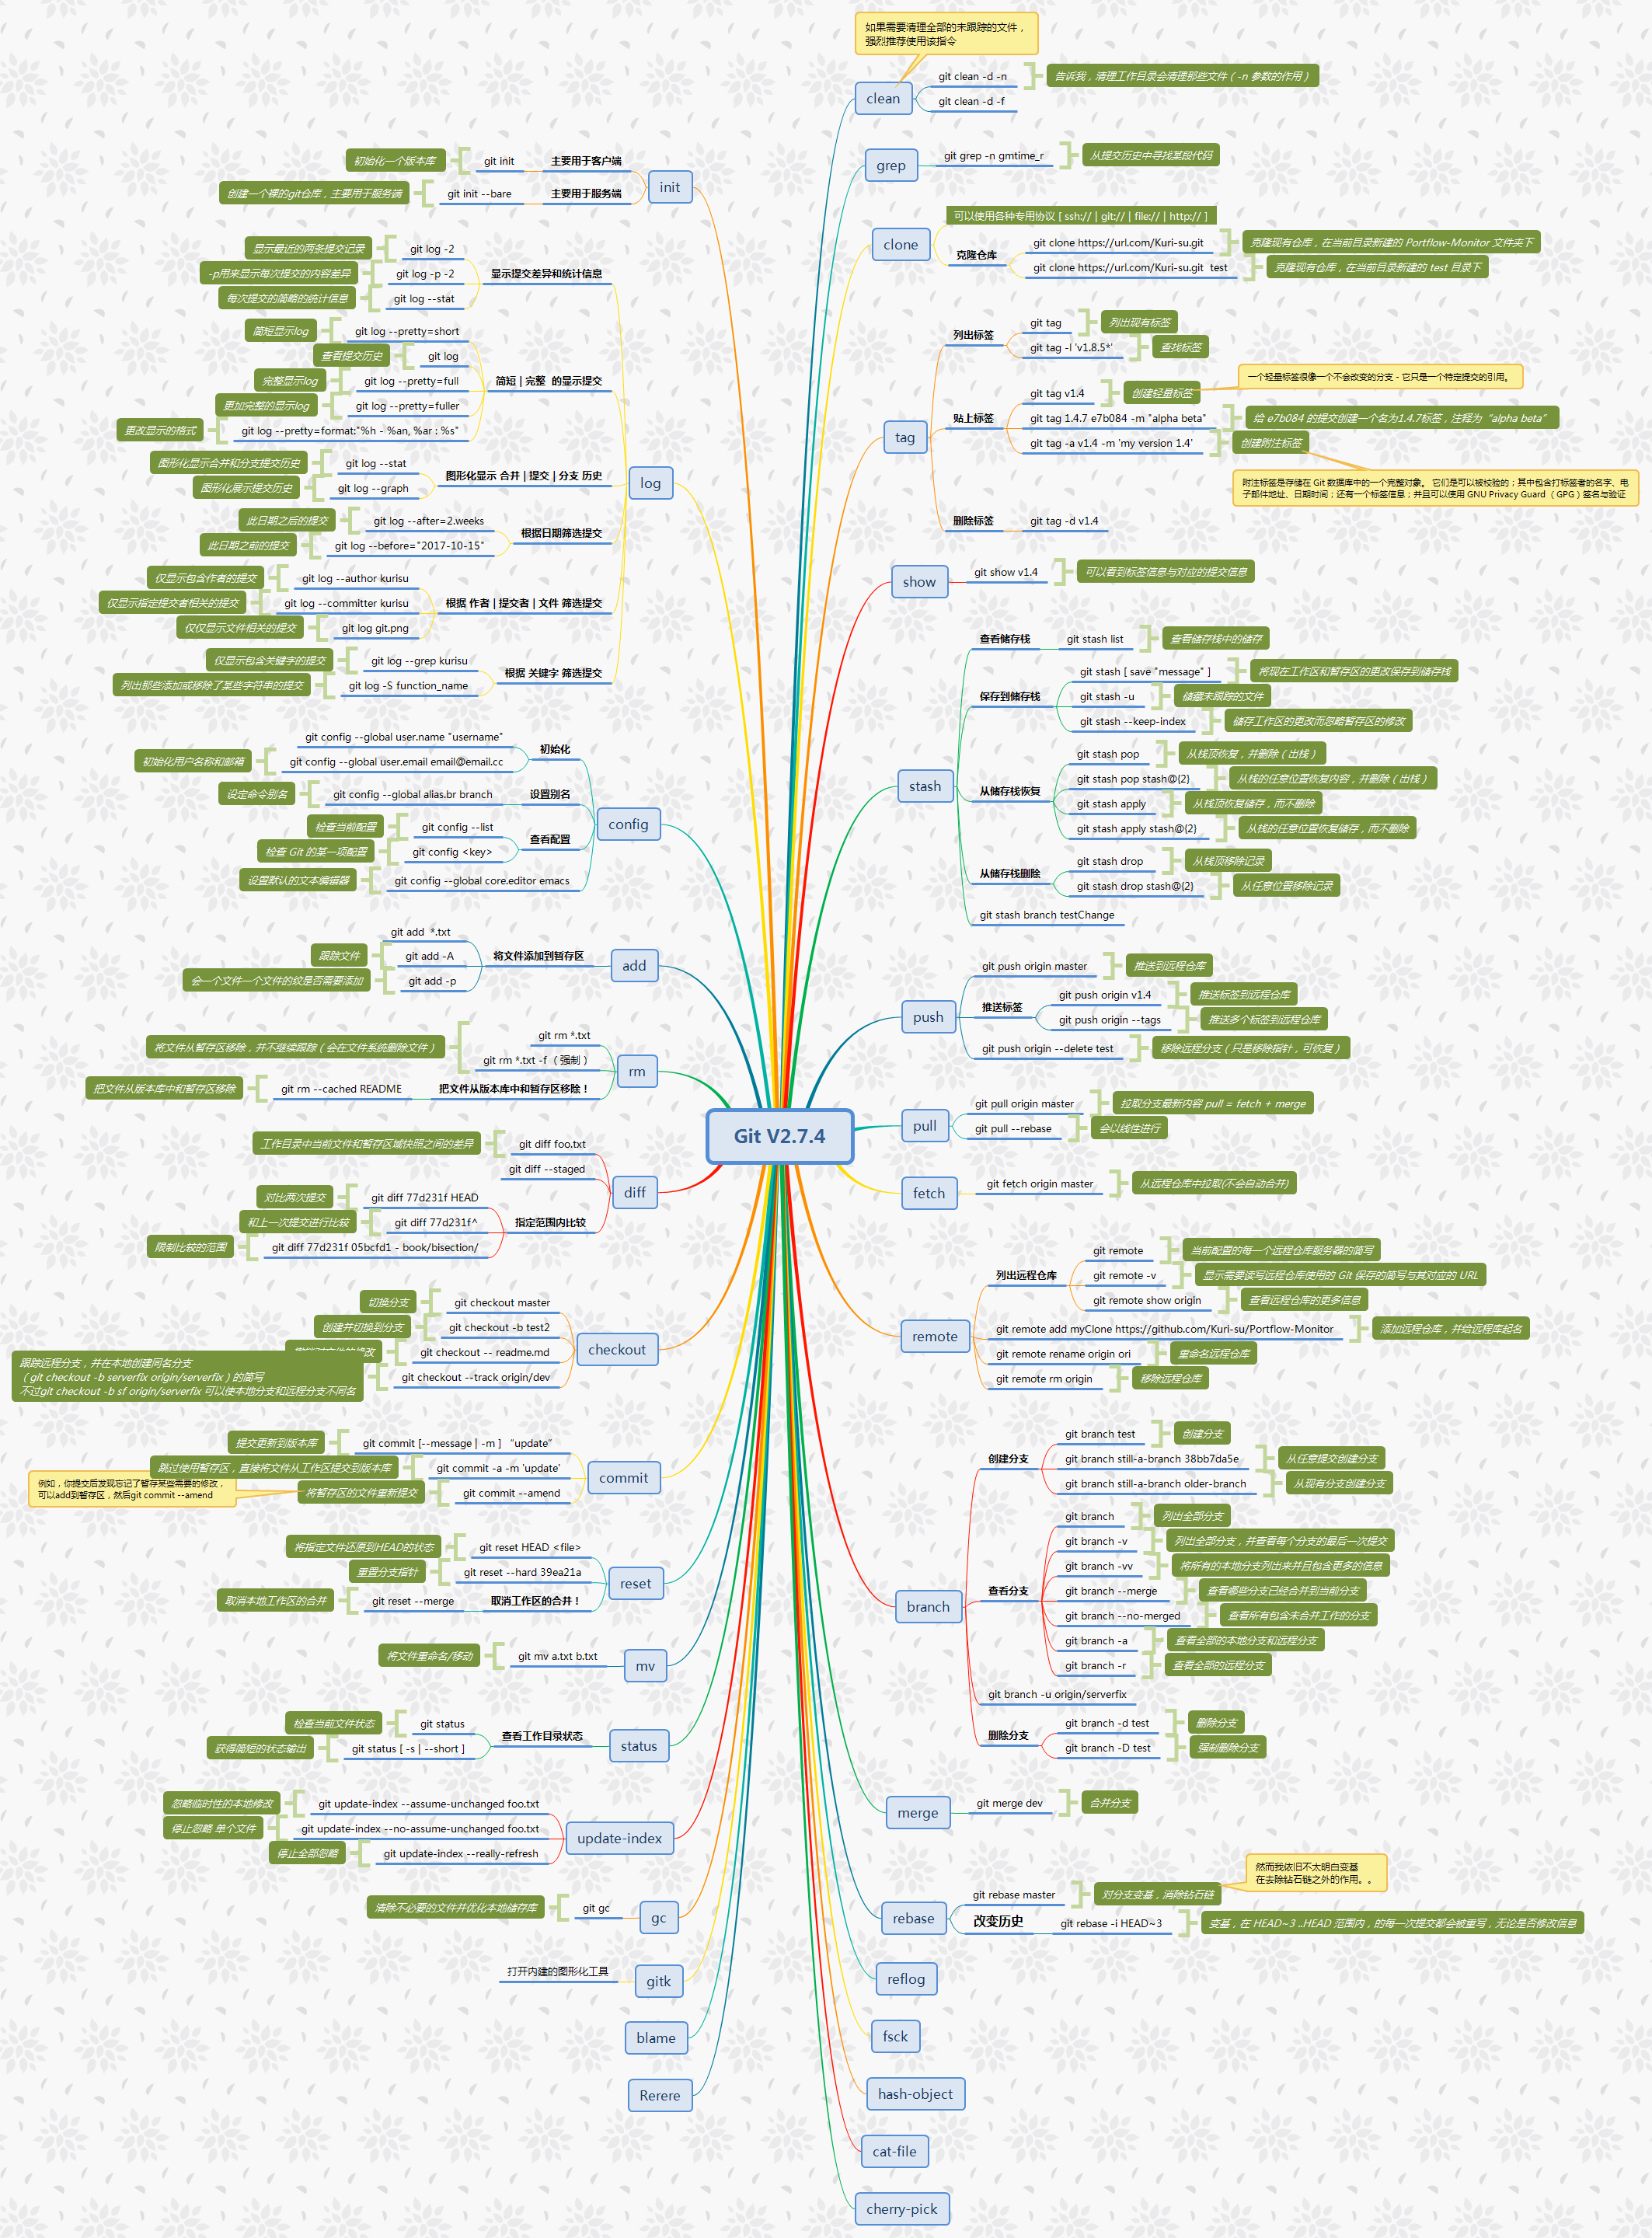 Git V2.7.4
init
主要用于客户端
git init
初始化一个版本库
主要用于服务端
git init --bare
创建一个裸的git仓库，主要用于服务端
log
显示提交差异和统计信息
git log -2
显示最近的两条提交记录
git log -p -2
-p用来显示每次提交的内容差异
git log --stat
每次提交的简略的统计信息
简短 | 完整 的显示提交
git log --pretty=short
简短显示log
git log
查看提交历史
git log --pretty=full
完整显示log
git log --pretty=fuller
更加完整的显示log
git log --pretty=format:"%h - %an, %ar : %s"
更改显示的格式
图形化显示 合并 | 提交 | 分支 历史
git log --stat
图形化显示合并和分支提交历史
git log --graph
图形化展示提交历史
根据日期筛选提交
git log --after=2.weeks
此日期之后的提交
git log --before="2017-10-15"
此日期之前的提交
根据 作者 | 提交者 | 文件 筛选提交
git log --author kurisu
仅显示包含作者的提交
git log --committer kurisu
仅显示指定提交者相关的提交
git log git.png
仅仅显示文件相关的提交
根据 关键字 筛选提交
git log --grep kurisu
仅显示包含关键字的提交
git log -S function_name
列出那些添加或移除了某些字符串的提交
config
初始化
git config --global user.name "username"
git config --global user.email email@email.cc
初始化用户名称和邮箱
设置别名
git config --global alias.br branch
设定命令别名
查看配置
git config --list
检查当前配置
git config <key>
检查 Git 的某一项配置
git config --global core.editor emacs
设置默认的文本编辑器
add
将文件添加到暂存区
git add *.txt
git add -A
跟踪文件
git add -p
会一个文件一个文件的纹是否需要添加
rm
git rm *.txt
git rm *.txt -f（强制）
将文件从暂存区移除，并不继续跟踪（会在文件系统删除文件）
把文件从版本库中和暂存区移除！
git rm --cached README
把文件从版本库中和暂存区移除
diff
git diff foo.txt
工作目录中当前文件和暂存区域快照之间的差异
git diff --staged
指定范围内比较
git diff 77d231f HEAD
对比两次提交
git diff 77d231f^
和上一次提交进行比较
git diff 77d231f 05bcfd1 - book/bisection/
限制比较的范围
checkout
git checkout master
切换分支
git checkout -b test2
创建并切换到分支
git checkout -- readme.md
git checkout --track origin/dev
跟踪远程分支，并在本地创建同名分支
（git checkout -b serverfix origin/serverfix）的简写
不过git checkout -b sf origin/serverfix 可以使本地分支和远程分支不同名
commit
git commit [--message | -m ] “update”
提交更新到版本库
git commit -a -m 'update'
跳过使用暂存区，直接将文件从工作区提交到版本库
git commit --amend
将暂存区的文件重新提交
例如，你提交后发现忘记了暂存某些需要的修改，
可以add到暂存区，然后git commit --amend
reset
git reset HEAD <file>
将指定文件还原到HEAD的状态
git reset --hard 39ea21a
重置分支指针
取消工作区的合并！
git reset --merge
取消本地工作区的合并
mv
git mv a.txt b.txt
将文件重命名/移动
status
查看工作目录状态
git status
检查当前文件状态
git status [ -s | --short ]
获得简短的状态输出
update-index
git update-index --assume-unchanged foo.txt
忽略临时性的本地修改
git update-index --no-assume-unchanged foo.txt
停止忽略 单个文件
git update-index --really-refresh
停止全部忽略
gc
git gc
清除不必要的文件并优化本地储存库
gitk
打开内建的图形化工具
blame
Rerere
如果需要清理全部的未跟踪的文件，
强烈推荐使用该指令
clean
git clean -d -n
告诉我，清理工作目录会清理那些文件（-n 参数的作用）
git clean -d -f
grep
git grep -n gmtime_r
从提交历史中寻找某段代码
clone
可以使用各种专用协议 [ ssh:// | git:// | file:// | http:// ]
克隆仓库
git clone https://url.com/Kuri-su.git
克隆现有仓库，在当前目录新建的 Portflow-Monitor 文件夹下
git clone https://url.com/Kuri-su.git test
克隆现有仓库，在当前目录新建的 test 目录下
tag
列出标签
git tag
列出现有标签
git tag -l 'v1.8.5*'
查找标签
贴上标签
git tag v1.4
创建轻量标签
一个轻量标签很像一个不会改变的分支 - 它只是一个特定提交的引用。
git tag 1.4.7 e7b084 -m "alpha beta"
给 e7b084 的提交创建一个名为1.4.7标签，注释为“alpha beta”
git tag -a v1.4 -m 'my version 1.4'
创建附注标签
附注标签是存储在 Git 数据库中的一个完整对象。 它们是可以被校验的；其中包含打标签者的名字、电
子邮件地址、日期时间；还有一个标签信息；并且可以使用 GNU Privacy Guard （GPG）签名与验证
删除标签
git tag -d v1.4
show
git show v1.4
可以看到标签信息与对应的提交信息
stash
查看储存栈
git stash list
查看储存栈中的储存
保存到储存栈
git stash [ save "message" ]
将现在工作区和暂存区的更改保存到储存栈
git stash -u
储藏未跟踪的文件
git stash --keep-index
储存工作区的更改而忽略暂存区的修改
从储存栈恢复
git stash pop
从栈顶恢复，并删除（出栈）
git stash pop stash@{2}
从栈的任意位置恢复内容，并删除（出栈）
git stash apply
从栈顶恢复储存，而不删除
git stash apply stash@{2}
从栈的任意位置恢复储存，而不删除
从储存栈删除
git stash drop
从栈顶移除记录
git stash drop stash@{2}
从任意位置移除记录
git stash branch testChange
push
git push origin master
推送到远程仓库
推送标签
git push origin v1.4
推送标签到远程仓库
git push origin --tags
推送多个标签到远程仓库
git push origin --delete test
移除远程分支（只是移除指针，可恢复）
pull
git pull origin master
拉取分支最新内容 pull = fetch + merge
git pull --rebase
会以线性进行
fetch
git fetch origin master
从远程仓库中拉取(不会自动合并)
remote
列出远程仓库
git remote
当前配置的每一个远程仓库服务器的简写
git remote -v
显示需要读写远程仓库使用的 Git 保存的简写与其对应的 URL
git remote show origin
查看远程仓库的更多信息
git remote add myClone https://github.com/Kuri-su/Portflow-Monitor
添加远程仓库，并给远程库起名
git remote rename origin ori
重命名远程仓库
git remote rm origin
移除远程仓库
branch
创建分支
git branch test
创建分支
git branch still-a-branch 38bb7da5e
从任意提交创建分支
git branch still-a-branch older-branch
从现有分支创建分支
查看分支
git branch
列出全部分支
git branch -v
列出全部分支，并查看每个分支的最后一次提交
git branch -vv
将所有的本地分支列出来并且包含更多的信息
git branch --merge
查看哪些分支已经合并到当前分支
git branch --no-merged
查看所有包含未合并工作的分支
git branch -a
查看全部的本地分支和远程分支
git branch -r
查看全部的远程分支
git branch -u origin/serverfix
删除分支
git branch -d test
删除分支
git branch -D test
强制删除分支
merge
git merge dev
合并分支
rebase
git rebase master
对分支变基，消除钻石链
然而我依旧不太明白变基
在去除钻石链之外的作用。。
改变历史
git rebase -i HEAD~3
变基，在 HEAD~3 ..HEAD 范围内，的每一次提交都会被重写，无论是否修改信息
reflog
fsck
hash-object
cat-file
cherry-pick